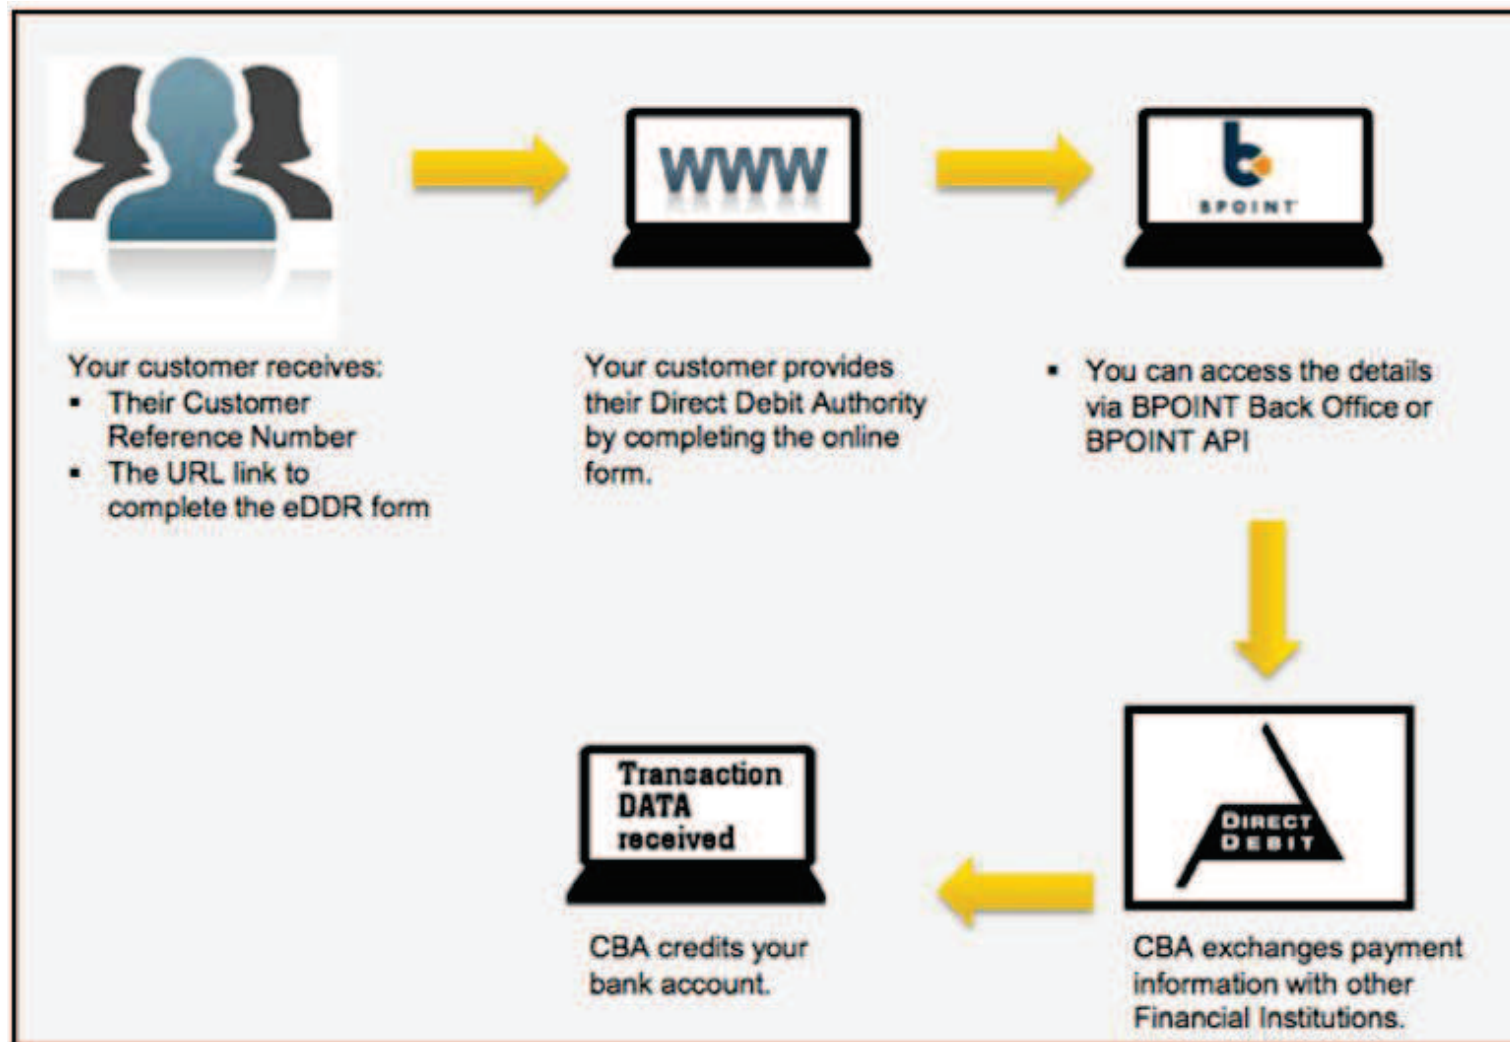 WWW
BPOINT
Your customer receives:
▪ Their Customer
Reference Number
▪ The URL link to
complete the eDDR form
Your customer provides
their Direct Debit Authority
by completing the online
form.
▪ You can access the details
via BPOINT Back Office or
BPOINT API
Transaction
DATA
received
CBA credits your
bank account.
DIRECT
DEBIT
CBA exchanges payment
information with other
Financial Institutions.